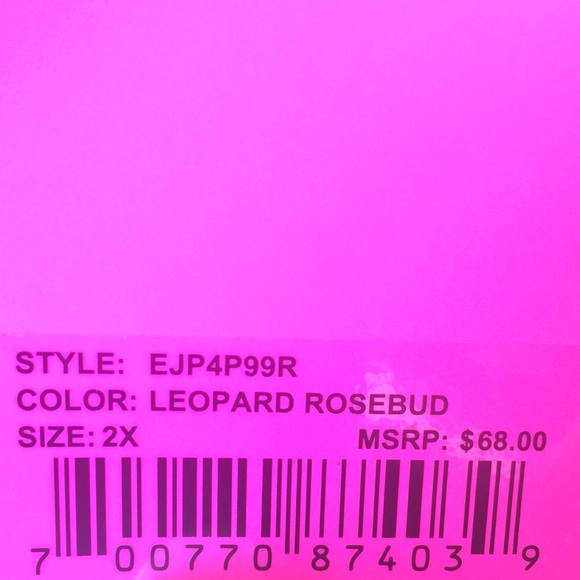 STYLE: EJP4P99R
COLOR: LEOPARD ROSEBUD
SIZE: 2X MSRP: $68.00
7 00770 87403 9